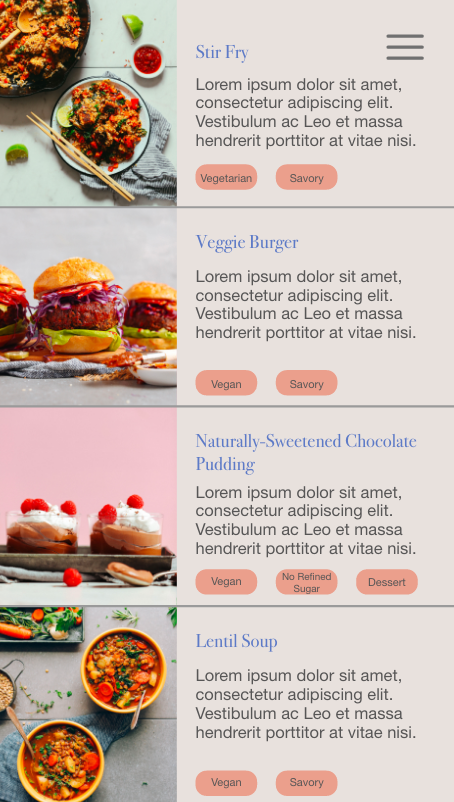 Stir Fry
Lorem ipsum dolor sit amet,
consectetur adipiscing elit.
Vestibulum ac Leo et massa
hendrerit porttitor at vitae nisi.
Vegetarian
Savory
Veggie Burger
Lorem ipsum dolor sit amet,
consectetur adipiscing elit.
Vestibulum ac Leo et massa
hendrerit porttitor at vitae nisi.
Vegan
Savory
Naturally-Sweetened Chocolate
Pudding
Lorem ipsum dolor sit amet,
consectetur adipiscing elit.
Vestibulum ac Leo et massa
hendrerit porttitor at vitae nisi.
Vegan
No Refined
Sugar
Dessert
Lentil Soup
Lorem ipsum dolor sit amet,
consectetur adipiscing elit.
Vestibulum ac Leo et massa
hendrerit porttitor at vitae nisi.
Vegan
Savory